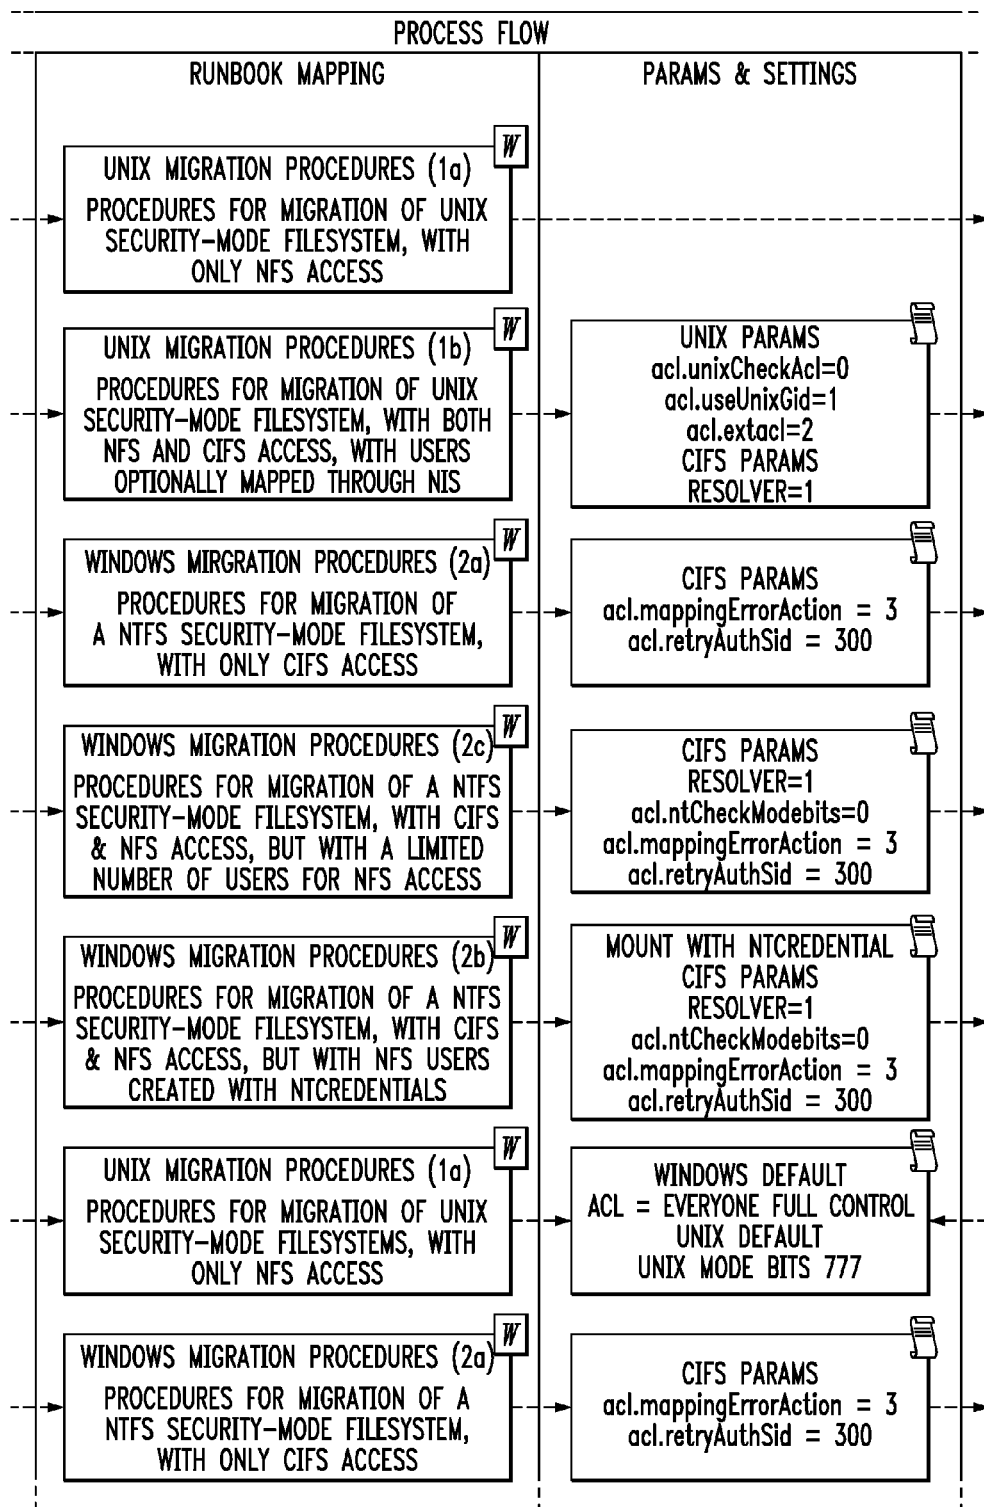 PROCESS FLOW
RUNBOOK MAPPING
PARAMS & SETTINGS
W
UNIX MIGRATION PROCEDURES (1a)
PROCEDURES FOR MIGRATION OF UNIX
SECURITY-MODE FILESYSTEM, WITH
ONLY NFS ACCESS
W
UNIX MIGRATION PROCEDURES (1b)
PROCEDURES FOR MIGRATION OF UNIX
SECURITY-MODE FILESYSTEM, WITH BOTH
NFS AND CIFS ACCESS, WITH USERS
OPTIONALLY MAPPED THROUGH NIS
UNIX PARAMS
acl.unixCheckAcl=0
acl.useUnixGid=1
acl.extacl=2
CIFS PARAMS
RESOLVER=1
W
WINDOWS MIRGRATION PROCEDURES (2a)
PROCEDURES FOR MIGRATION OF
A NTFS SECURITY-MODE FILESYSTEM,
WITH ONLY CIFS ACCESS
CIFS PARAMS
acl.mappingErrorAction = 3
acl.retryAuthSid = 300
W
WINDOWS MIGRATION PROCEDURES (2c)
PROCEDURES FOR MIGRATION OF A NTFS
SECURITY-MODE FILESYSTEM, WITH CIFS
& NFS ACCESS, BUT WITH A LIMITED
NUMBER OF USERS FOR NFS ACCESS
CIFS PARAMS
RESOLVER=1
acl.ntCheckModebits=0
acl.mappingErrorAction = 3
acl.retryAuthSid = 300
W
WINDOWS MIGRATION PROCEDURES (2b)
PROCEDURES FOR MIGRATION OF A NTFS
SECURITY-MODE FILESYSTEM, WITH CIFS
& NFS ACCESS, BUT WITH NFS USERS
CREATED WITH NTCREDENTIALS
MOUNT WITH NTCREDENTIAL
CIFS PARAMS
RESOLVER=1
acl.ntCheckModebits=0
acl.mappingErrorAction = 3
acl.retryAuthSid = 300
W
UNIX MIGRATION PROCEDURES (1a)
PROCEDURES FOR MIGRATION OF UNIX
SECURITY-MODE FILESYSTEMS, WITH
ONLY NFS ACCESS
WINDOWS DEFAULT
ACL = EVERYONE FULL CONTROL
UNIX DEFAULT
UNIX MODE BITS 777
W
WINDOWS MIGRATION PROCEDURES (2a)
PROCEDURES FOR MIGRATION OF A
NTFS SECURITY-MODE FILESYSTEM,
WITH ONLY CIFS ACCESS
CIFS PARAMS
acl.mappingErrorAction = 3
acl.retryAuthSid = 300